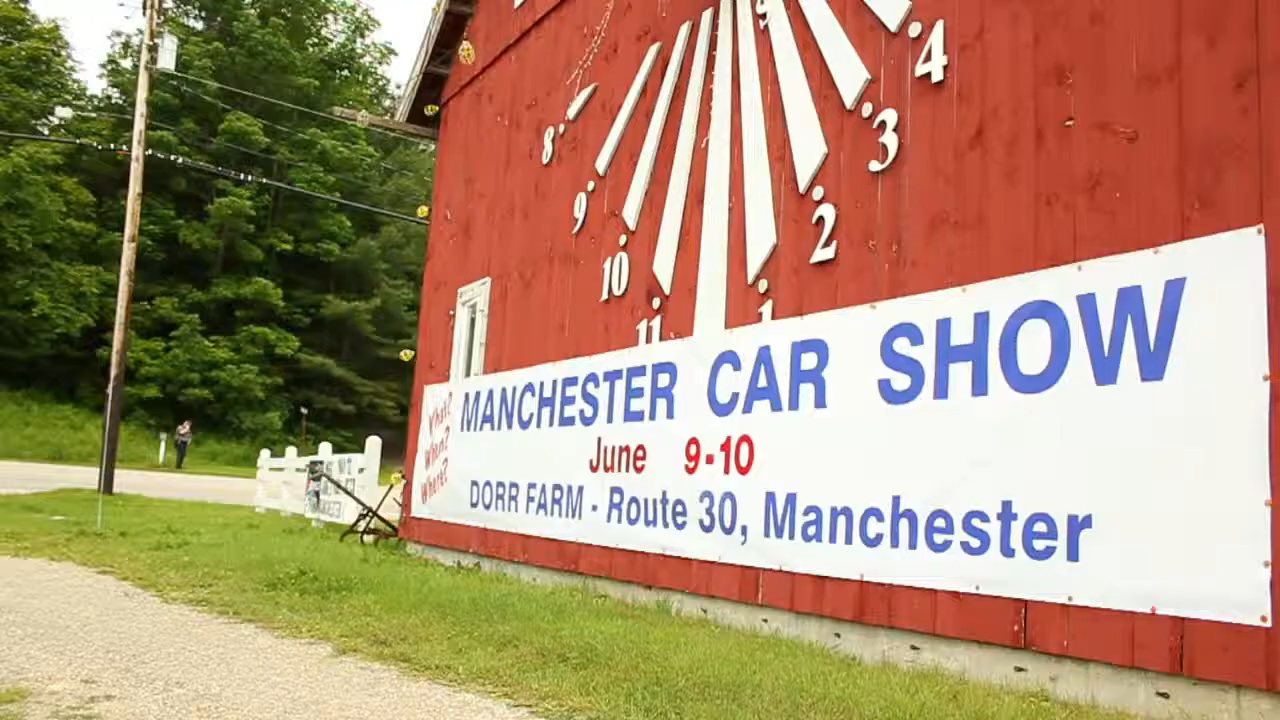 4
3
2
1
8
9
10
11
MANCHESTER CAR SHOW
What?
When?
Where?
June 9-10
DORR FARM - Route 30, Manchester